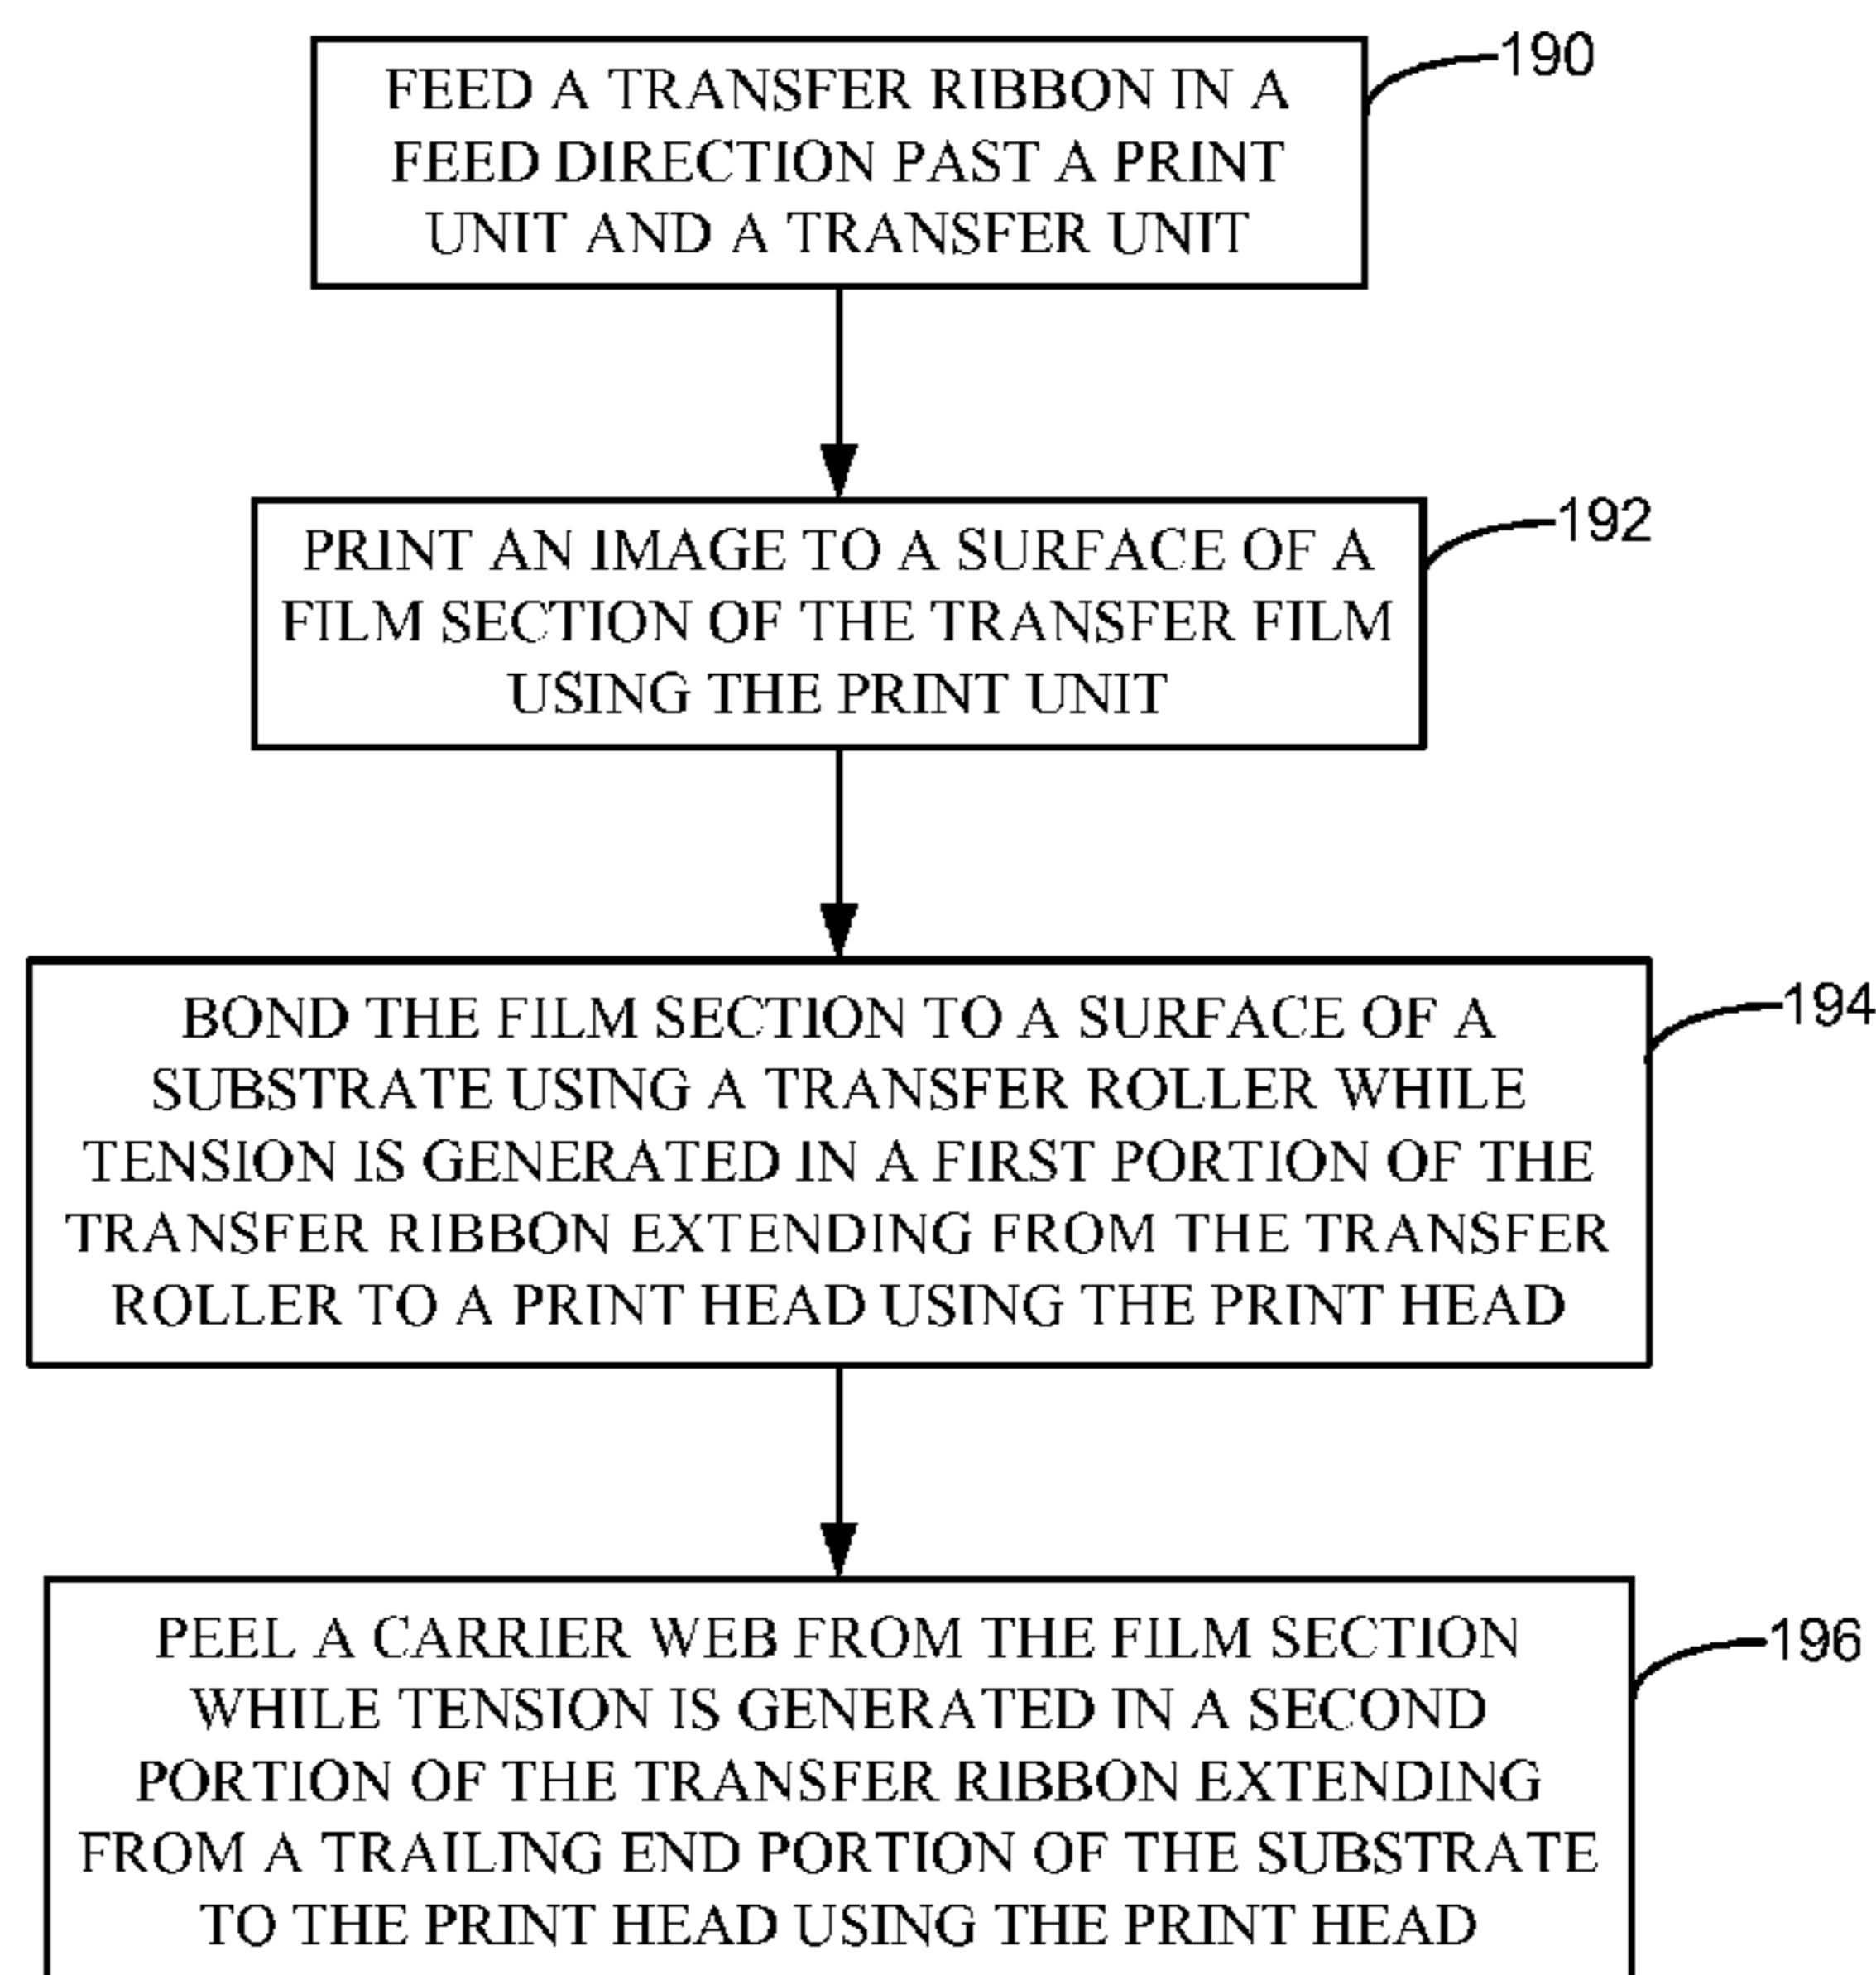 FEED A TRANSFER RIBBON IN A
FEED DIRECTION PAST A PRINT
UNIT AND A TRANSFER UNIT
190
PRINT AN IMAGE TO A SURFACE OF A
FILM SECTION OF THE TRANSFER FILM
USING THE PRINT UNIT
192
BOND THE FILM SECTION TO A SURFACE OF A
SUBSTRATE USING A TRANSFER ROLLER WHILE
TENSION IS GENERATED IN A FIRST PORTION OF THE
TRANSFER RIBBON EXTENDING FROM THE TRANSFER
ROLLER TO A PRINT HEAD USING THE PRINT HEAD
194
PEEL A CARRIER WEB FROM THE FILM SECTION
WHILE TENSION IS GENERATED IN A SECOND
PORTION OF THE TRANSFER RIBBON EXTENDING
FROM A TRAILING END PORTION OF THE SUBSTRATE
TO THE PRINT HEAD USING THE PRINT HEAD
196